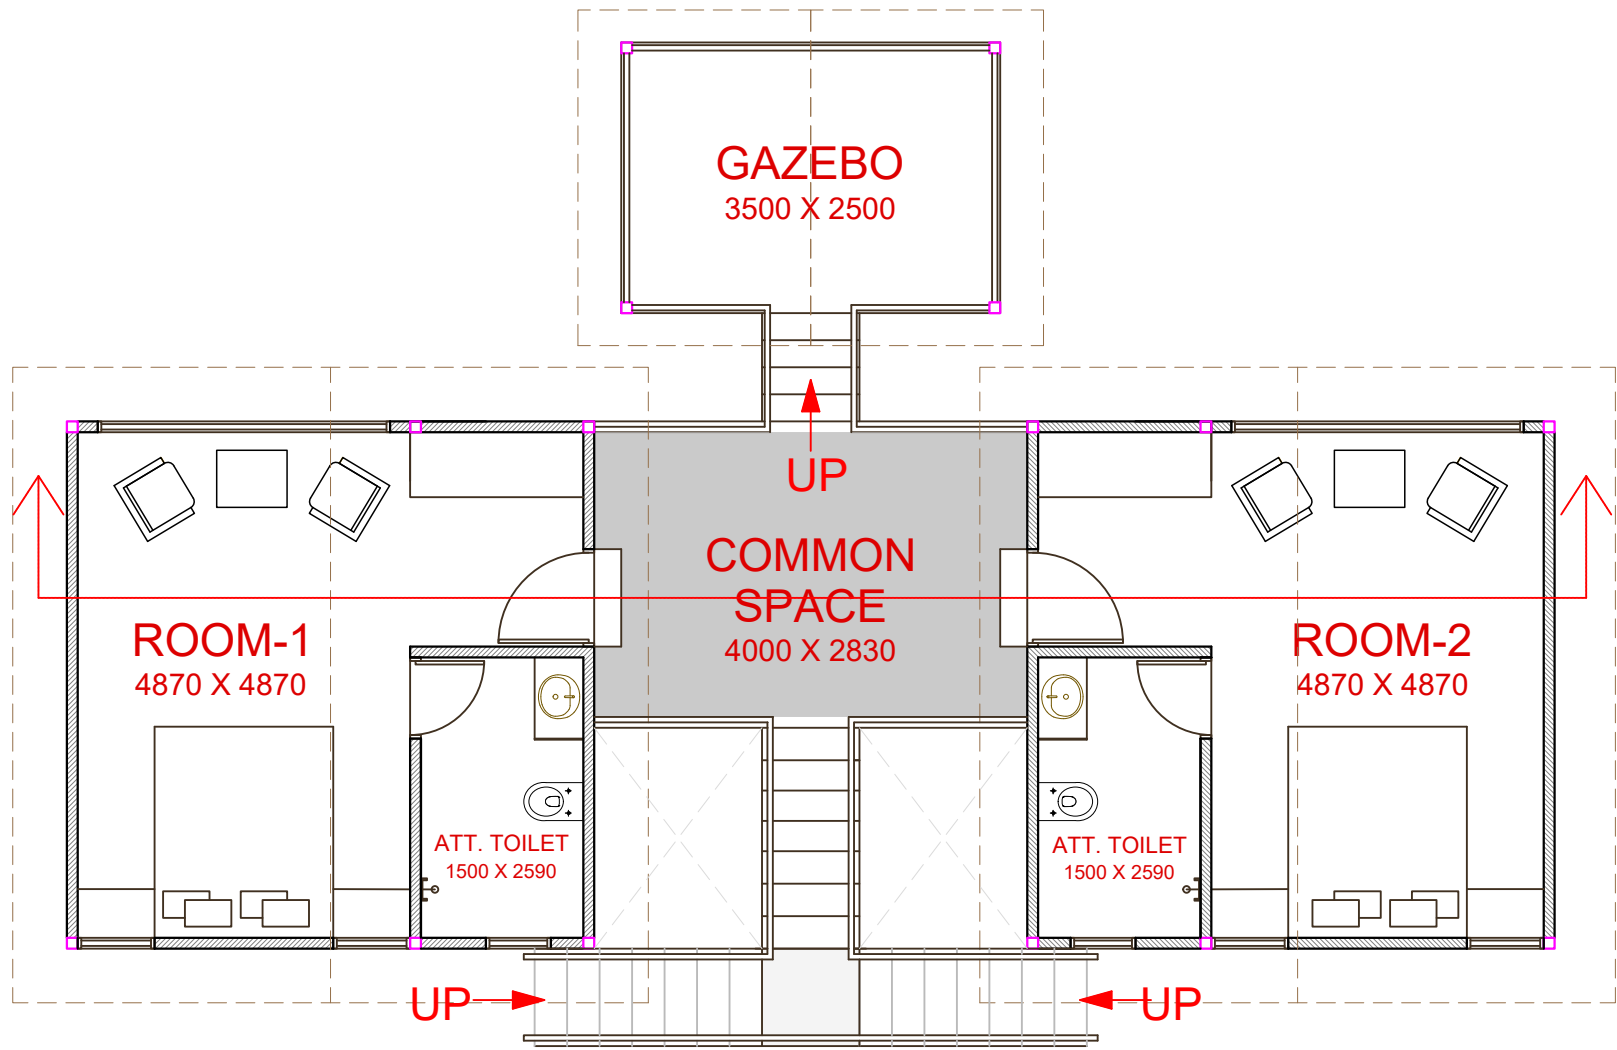 GAZEBO
3500 X 2500
UP
COMMON
SPACE
4000 X 2830
ROOM-1
4870 X 4870
ROOM-2
4870 X 4870
ATT. TOILET
1500 X 2590
ATT. TOILET
1500 X 2590
UP
UP